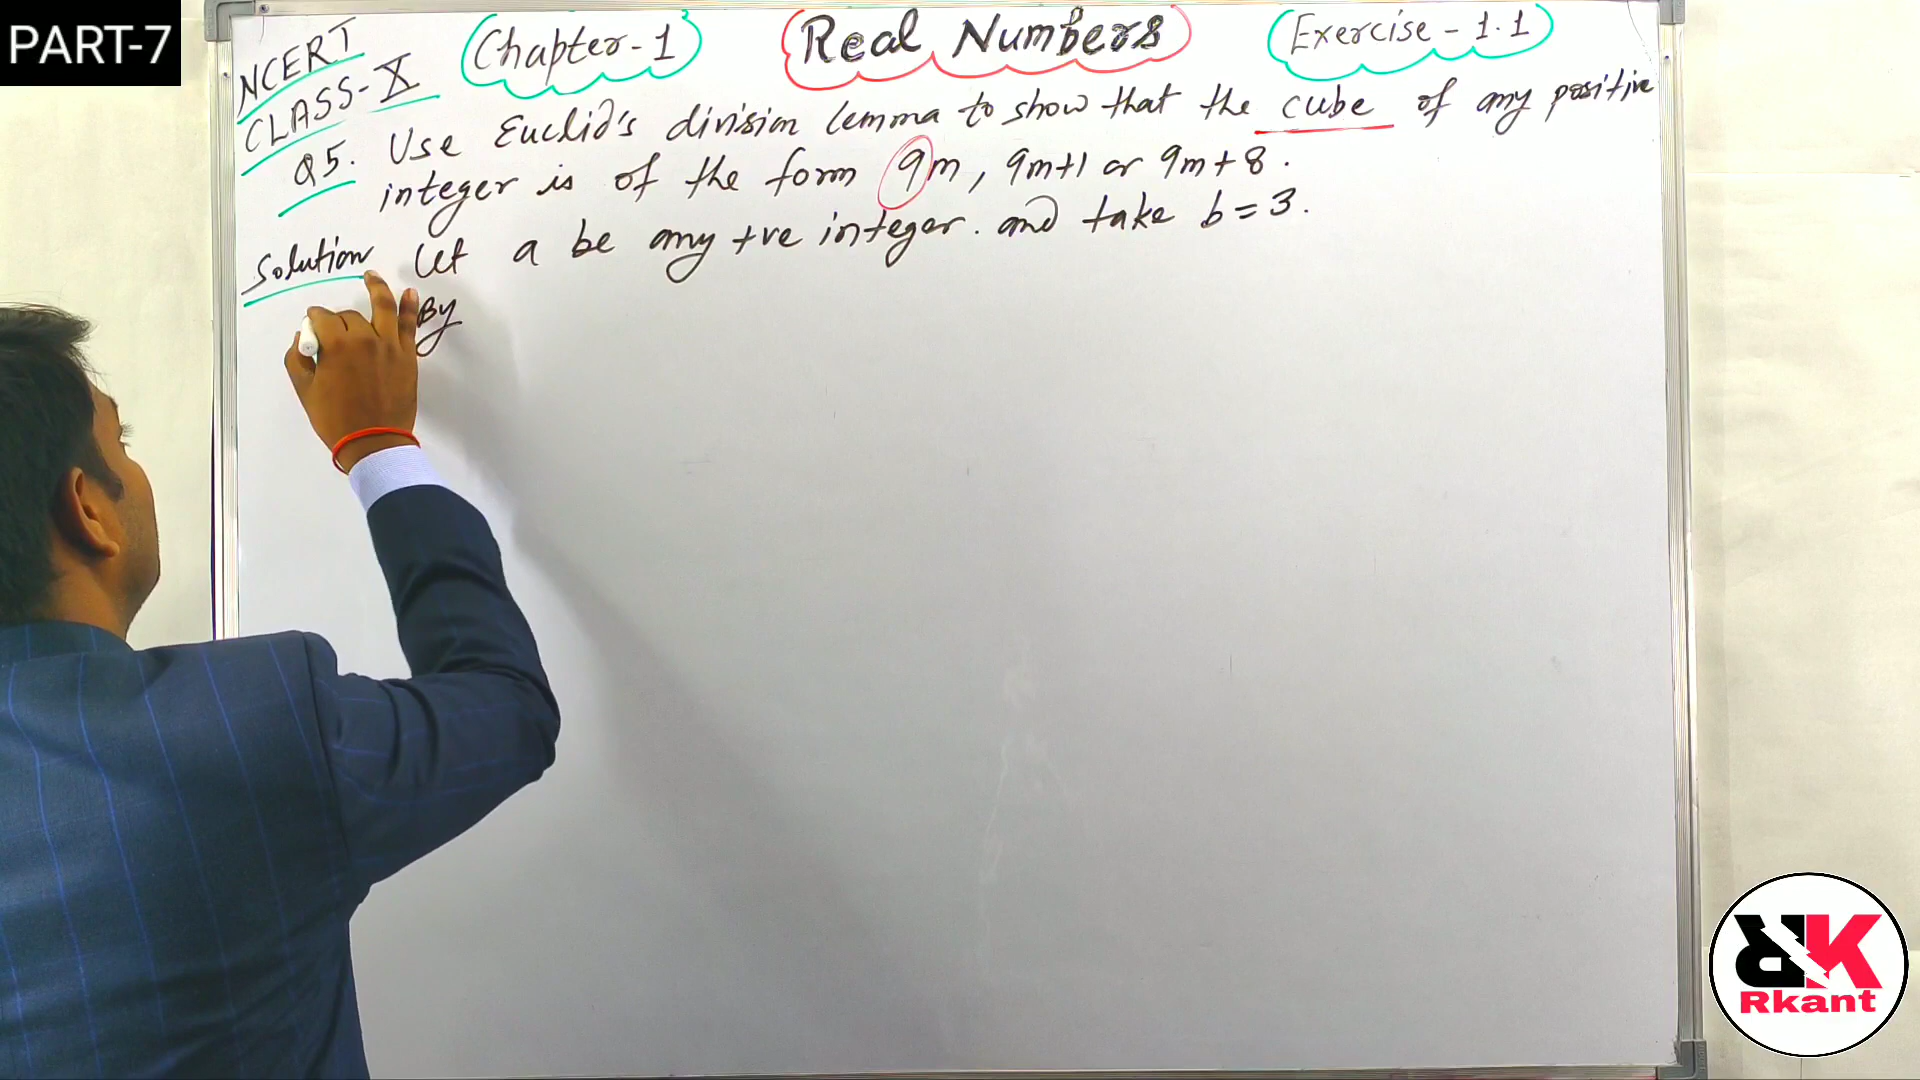 PART-7
NCERT
CLASS-X
Chapter-1
Real Numbers
Exercise - 1.1
Q5. Use Euclid's division lemma to show that the cube of any positive
integer is of the form 9m, 9m+1 or 9m+8.
Solution Let a be any +ve integer. and take b=3.
By
RK
Rkant